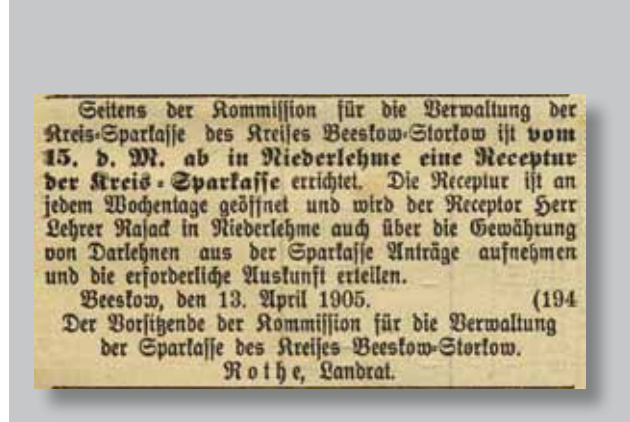 Seitens der Kommission für die Verwaltung der
Kreis-Sparkasse des Kreises Beeskow-Storkow ist vom
15. d. M. ab in Niederlehme eine Receptur
der Kreis-Sparkasse errichtet. Die Receptur ist an
jedem Wochentage geöffnet und wird der Receptor Herr
Lehrer Rasack in Niederlehme auch über die Gewährung
von Darlehnen aus der Sparkasse Anträge aufnehmen
und die erforderliche Auskunft erteilen.
Beeskow, den 13. April 1905. (194
Der Vorsitzende der Kommission für die Verwaltung
der Sparkasse des Kreises Beeskow-Storkow.
Rothe, Landrat.